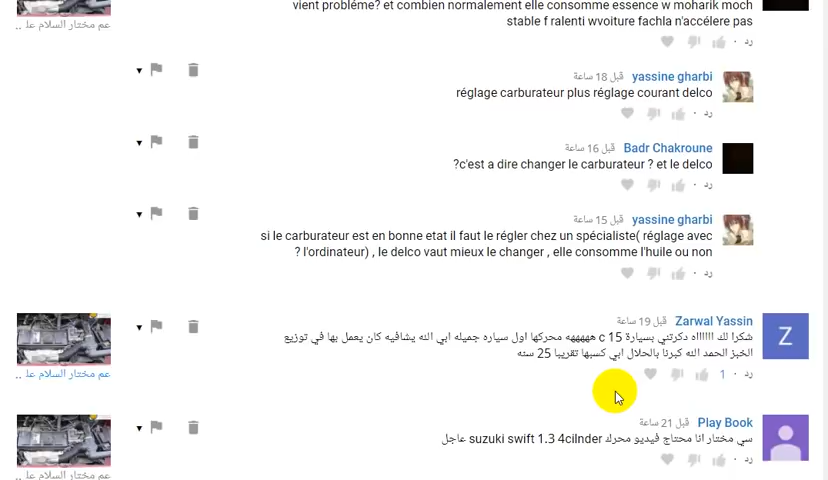 vient probléme? et combien normalement elle consomme essence w moharik moch
stable f ralenti wvoiture fachla n'accélere pas
عم مختار السلام عل ..
رد
yassine gharbi قبل 18 ساعة
réglage carburateur plus réglage courant delco
رد
Badr Chakroune قبل 16 ساعة
?c'est a dire changer le carburateur ? et le delco
رد
yassine gharbi قبل 15 ساعة
si le carburateur est en bonne etat il faut le régler chez un spécialiste( réglage avec
? l'ordinateur) , le delco vaut mieux le changer , elle consomme l'huile ou non
رد
Zarwal Yassin قبل 19 ساعة
شكرا لك اااااااه دكرتني بسيارة c 15 هههههه محركها اول سياره جميله ابي الله يشافيه كان يعمل بها في توزيع
الخبز الحمد الله كبرنا بالحلال ابي كسبها تقريبا 25 سنه
عم مختار السلام عل ..
رد · 1
Play Book قبل 21 ساعة
سي مختار انا محتاج فيديو محرك suzuki swift 1.3 4cilnder عاجل
رد
عم مختار السلام عل ..
Z